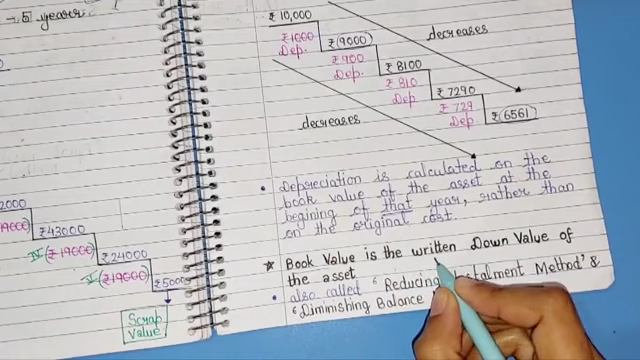 - 5 years
2000
19000)
₹43000
IV (₹19000)
₹24000
V (₹19000)
₹5000
Scrap
Value
₹ 10,000
₹1000
Dep.
₹(9000)
₹900
Dep.
₹8100
₹ 810
Dep
₹7290
₹ 729
Dep
₹(6561)
decreases
decreases
• Depreciation is calculated on the
book value of the asset at the
begining of that year, rather than
on the original cost.
* Book Value is the written Down Value of
the asset
• also called "Reducing Instalment Method' &
'Diminishing Balance